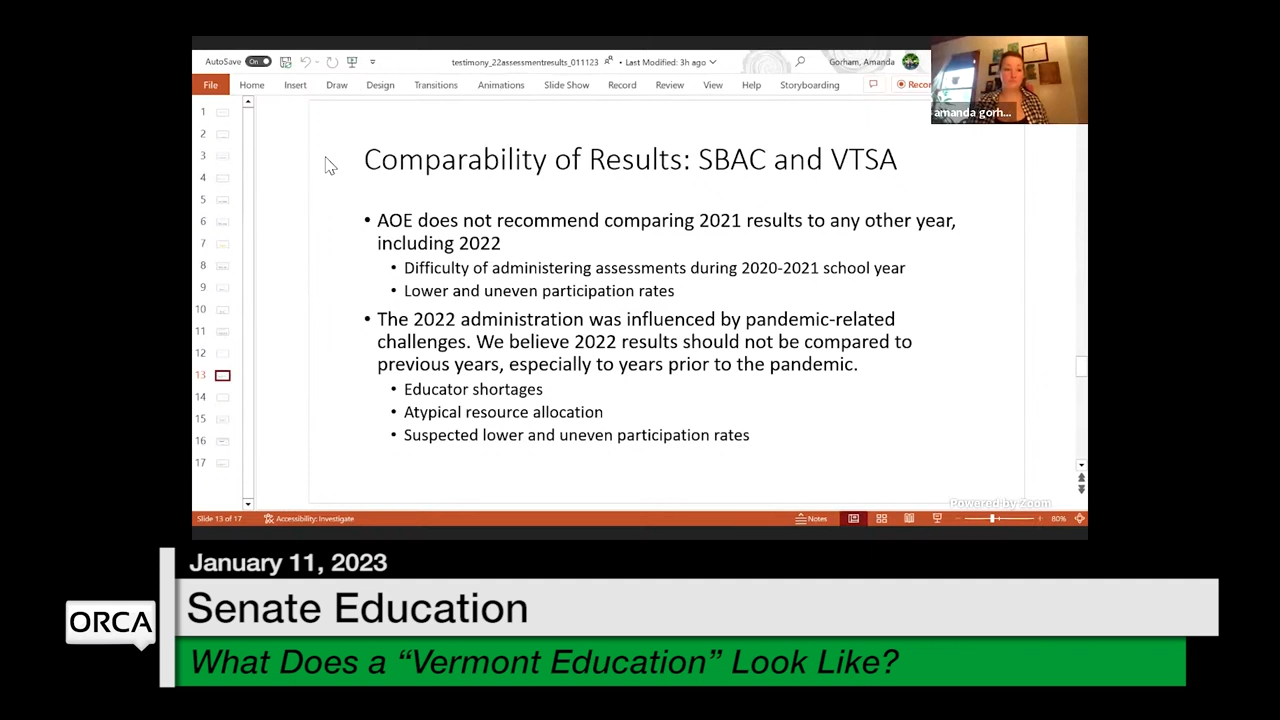 AutoSave On testimony_22assessmentresults_011123 • Last Modified: 3h ago Gorham, Amanda
File Home Insert Draw Design Transitions Animations Slide Show Record Review View Help Storyboarding
amanda gorh...
1
2
3
4
5
6
7
8
9
10
11
12
13
14
15
16
17
Comparability of Results: SBAC and VTSA
• AOE does not recommend comparing 2021 results to any other year,
including 2022
• Difficulty of administering assessments during 2020-2021 school year
• Lower and uneven participation rates
• The 2022 administration was influenced by pandemic-related
challenges. We believe 2022 results should not be compared to
previous years, especially to years prior to the pandemic.
• Educator shortages
• Atypical resource allocation
• Suspected lower and uneven participation rates
Powered by Zoom
Slide 13 of 17 Accessibility: Investigate Notes 80%
January 11, 2023
Senate Education
ORCA
What Does a “Vermont Education” Look Like?